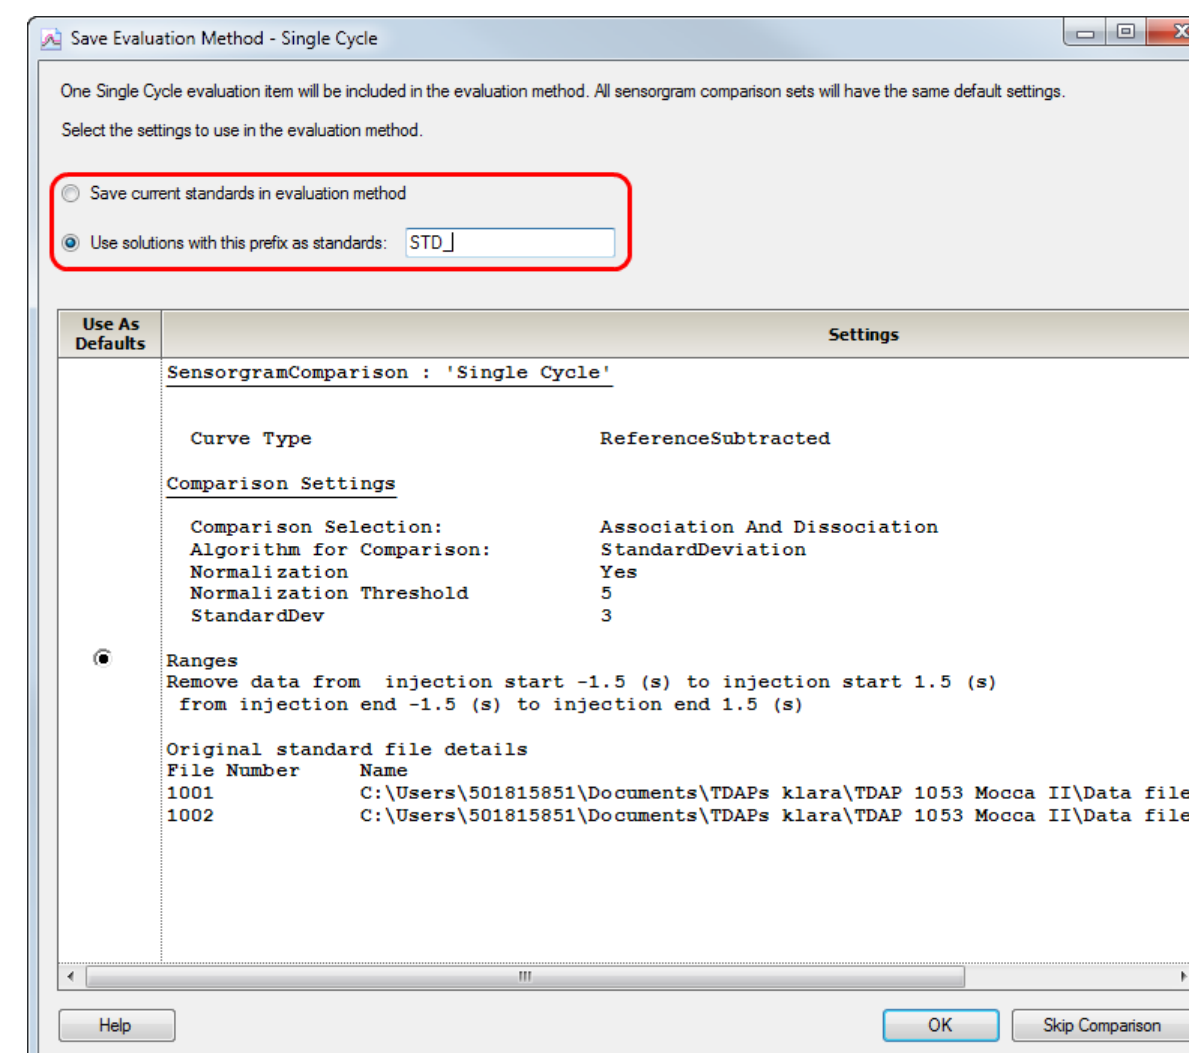 Save Evaluation Method - Single Cycle
One Single Cycle evaluation item will be included in the evaluation method. All sensorgram comparison sets will have the same default settings.
Select the settings to use in the evaluation method.
Save current standards in evaluation method
Use solutions with this prefix as standards: STD_
Use As Defaults
Settings
SensorgramComparison : 'Single Cycle'
Curve Type ReferenceSubtracted
Comparison Settings
Comparison Selection: Association And Dissociation
Algorithm for Comparison: StandardDeviation
Normalization Yes
Normalization Threshold 5
StandardDev 3
Ranges
Remove data from  injection start -1.5 (s) to injection start 1.5 (s)
from injection end -1.5 (s) to injection end 1.5 (s)
Original standard file details
File Number Name
1001 C:\Users\501815851\Documents\TDAPs klara\TDAP 1053 Mocca II\Data file
1002 C:\Users\501815851\Documents\TDAPs klara\TDAP 1053 Mocca II\Data file
Help OK Skip Comparison